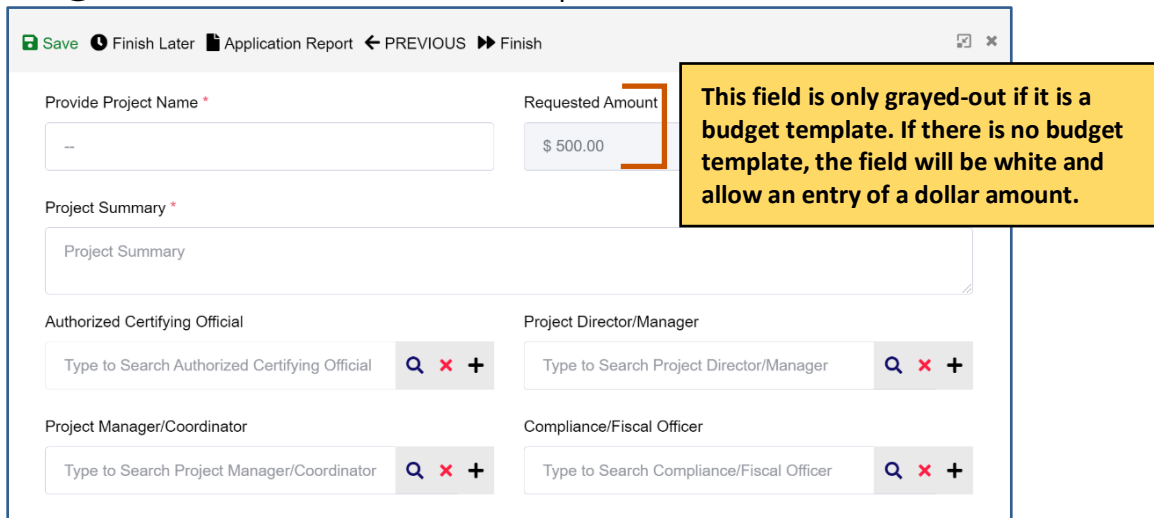 Save Finish Later Application Report PREVIOUS Finish
Provide Project Name *
Requested Amount
--
$ 500.00
This field is only grayed-out if it is a
budget template. If there is no budget
template, the field will be white and
allow an entry of a dollar amount.
Project Summary *
Project Summary
Authorized Certifying Official
Project Director/Manager
Type to Search Authorized Certifying Official
Type to Search Project Director/Manager
Project Manager/Coordinator
Compliance/Fiscal Officer
Type to Search Project Manager/Coordinator
Type to Search Compliance/Fiscal Officer